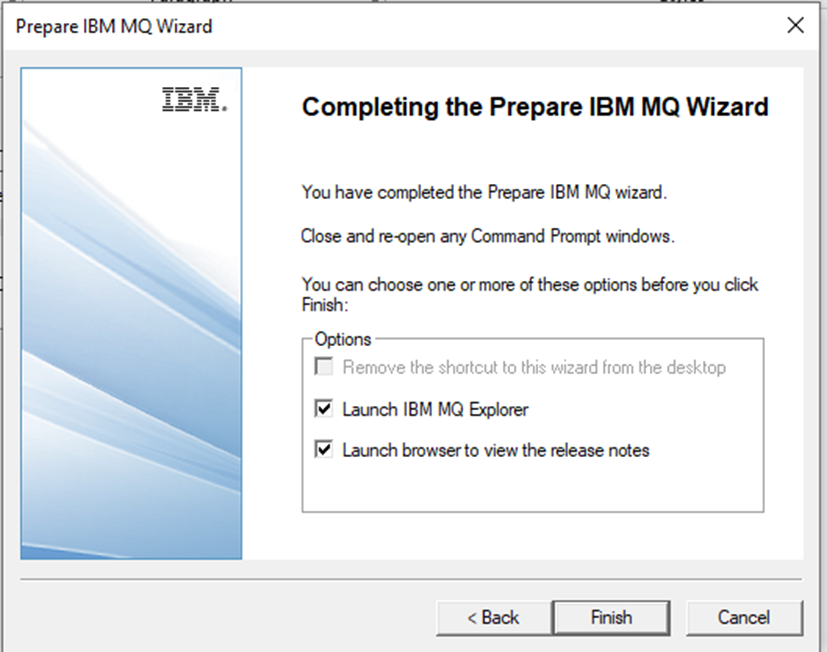 Prepare IBM MQ Wizard
IBM.
Completing the Prepare IBM MQ Wizard
You have completed the Prepare IBM MQ wizard.
Close and re-open any Command Prompt windows.
You can choose one or more of these options before you click
Finish:
Options
Remove the shortcut to this wizard from the desktop
Launch IBM MQ Explorer
Launch browser to view the release notes
< Back
Finish
Cancel